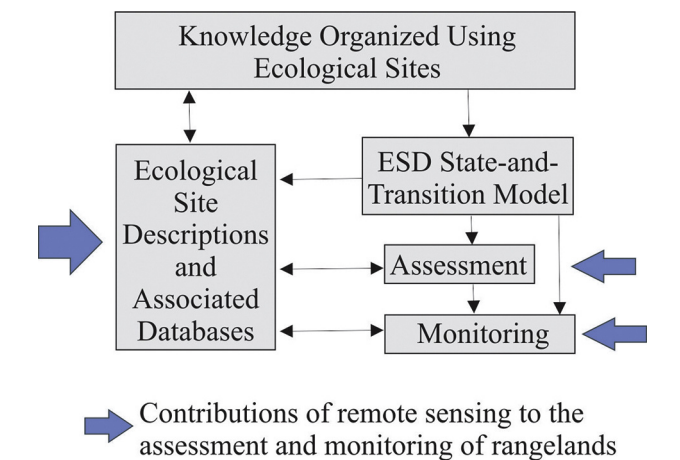 Knowledge Organized Using
Ecological Sites
Ecological
Site
Descriptions
and
Associated
Databases
ESD State-and-
Transition Model
Assessment
Monitoring
Contributions of remote sensing to the
assessment and monitoring of rangelands